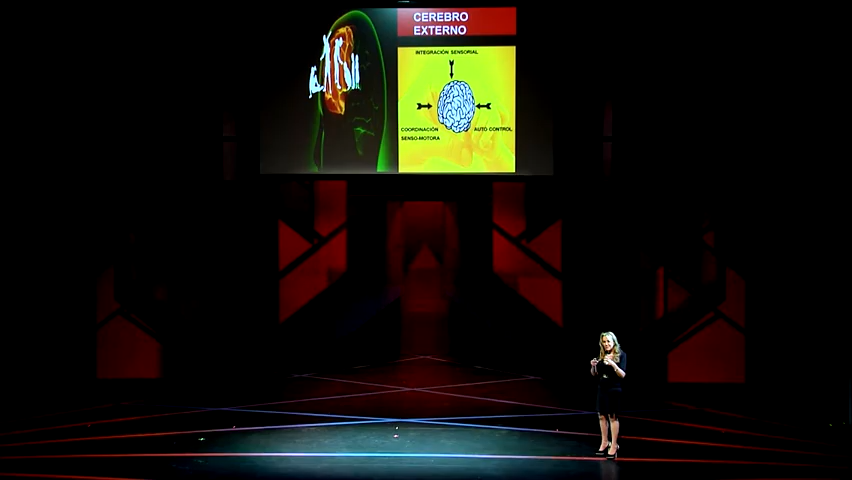 CEREBRO
EXTERNO
INTEGRACIÓN SENSORIAL
COORDINACIÓN
SENSO-MOTORA
AUTO CONTROL